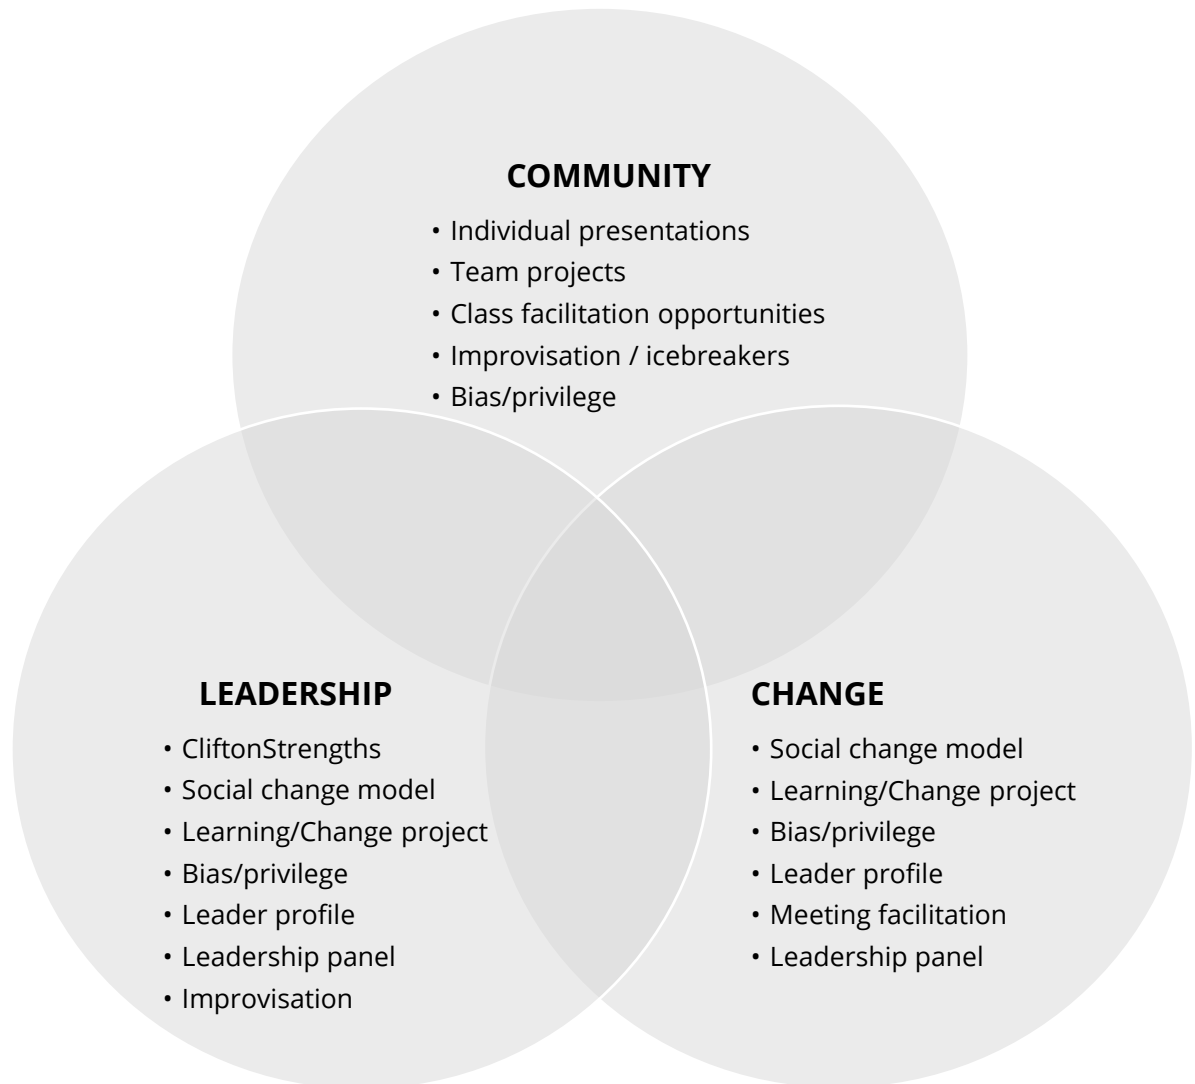 COMMUNITY
• Individual presentations
• Team projects
• Class facilitation opportunities
• Improvisation / icebreakers
• Bias/privilege
LEADERSHIP
• CliftonStrengths
• Social change model
• Learning/Change project
• Bias/privilege
• Leader profile
• Leadership panel
• Improvisation
CHANGE
• Social change model
• Learning/Change project
• Bias/privilege
• Leader profile
• Meeting facilitation
• Leadership panel